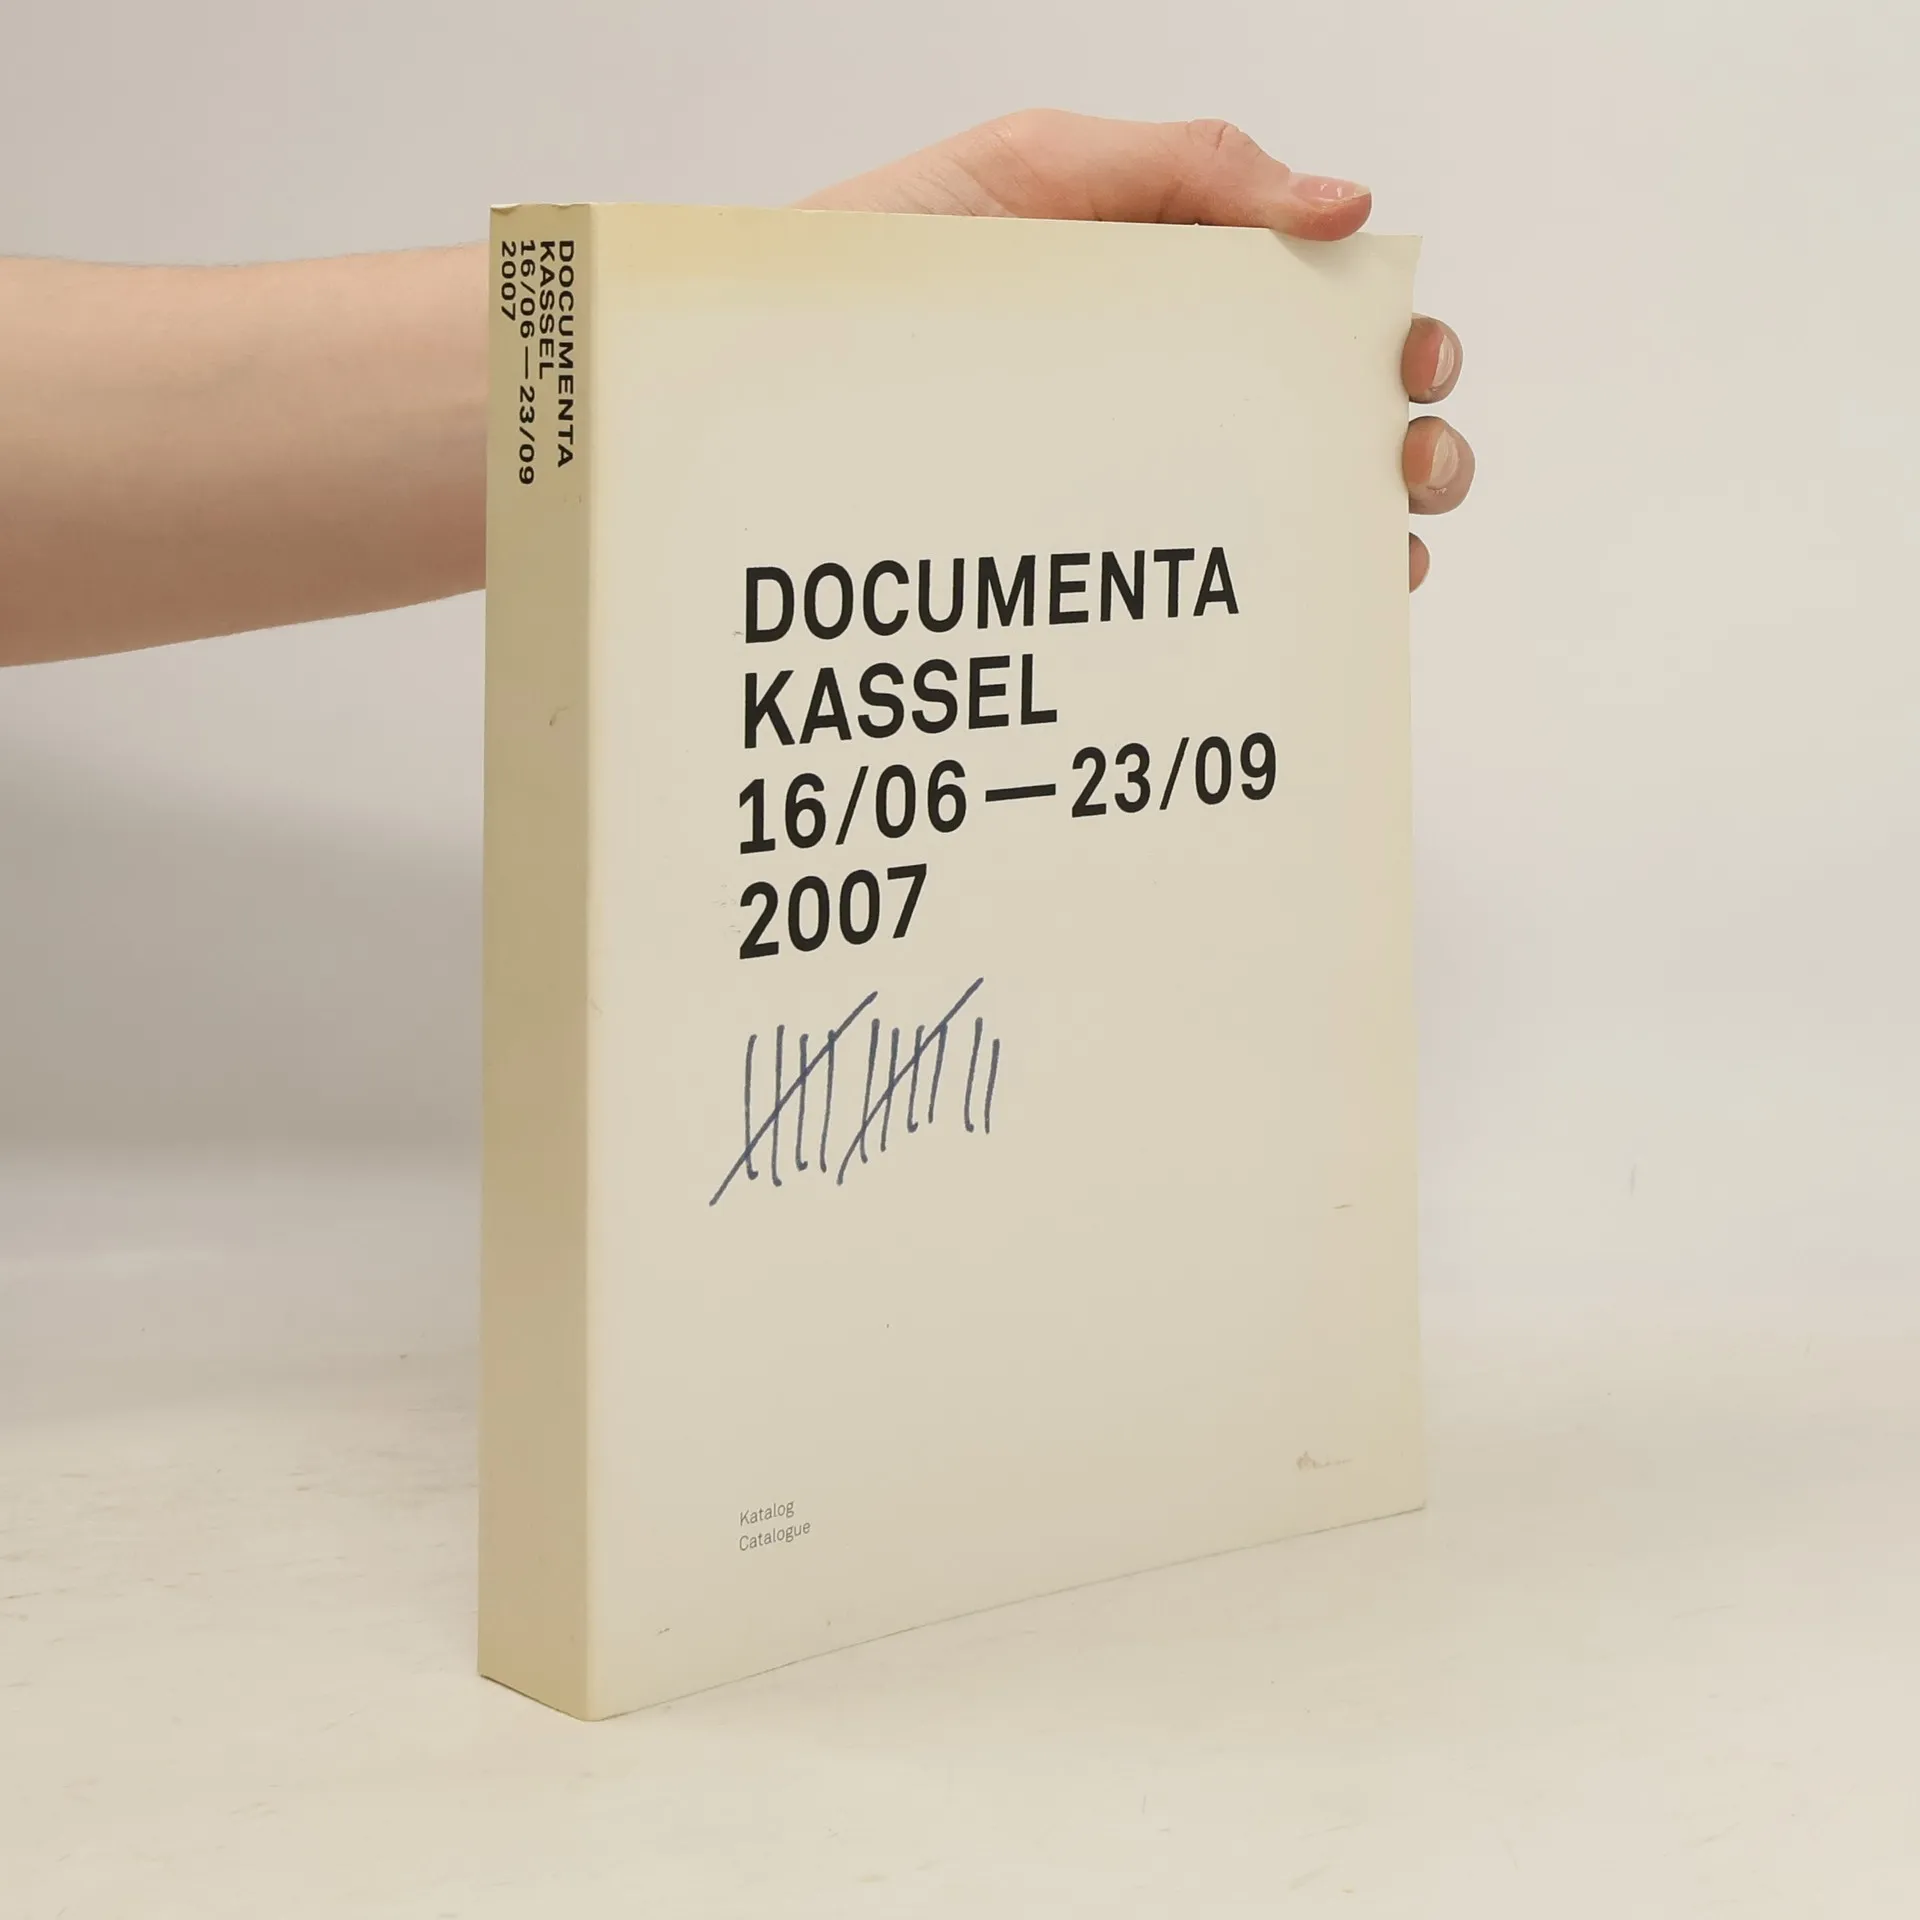 DOCUMENTA
KASSEL
16/06—23/09
2007
DOCUMENTA
KASSEL
16/06—23/09
2007
Katalog
Catalogue